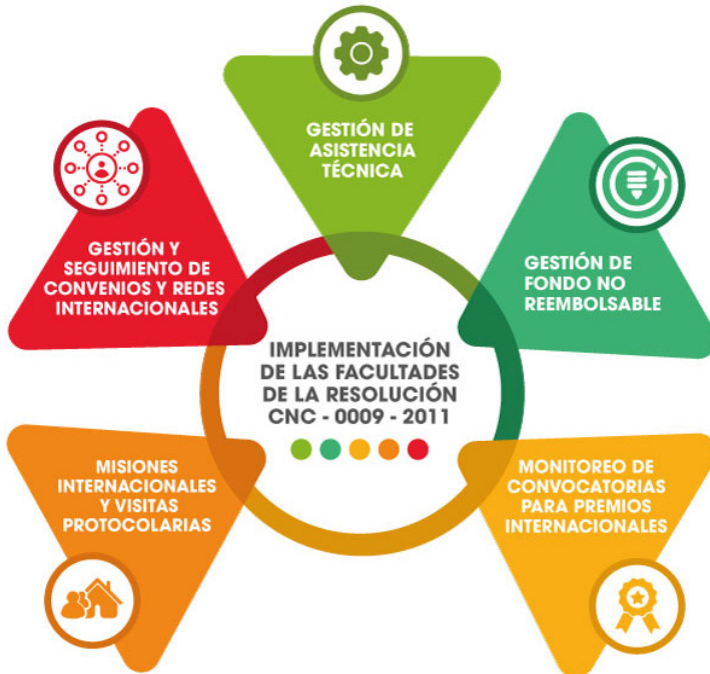 GESTIÓN DE
ASISTENCIA
TÉCNICA
GESTIÓN Y
SEGUIMIENTO DE
CONVENIOS Y REDES
INTERNACIONALES
GESTIÓN DE
FONDO NO
REEMBOLSABLE
IMPLEMENTACIÓN
DE LAS FACULTADES
DE LA RESOLUCIÓN
CNC - 0009 - 2011
MISIONES
INTERNACIONALES
Y VISITAS
PROTOCOLARIAS
MONITOREO DE
CONVOCATORIAS
PARA PREMIOS
INTERNACIONALES